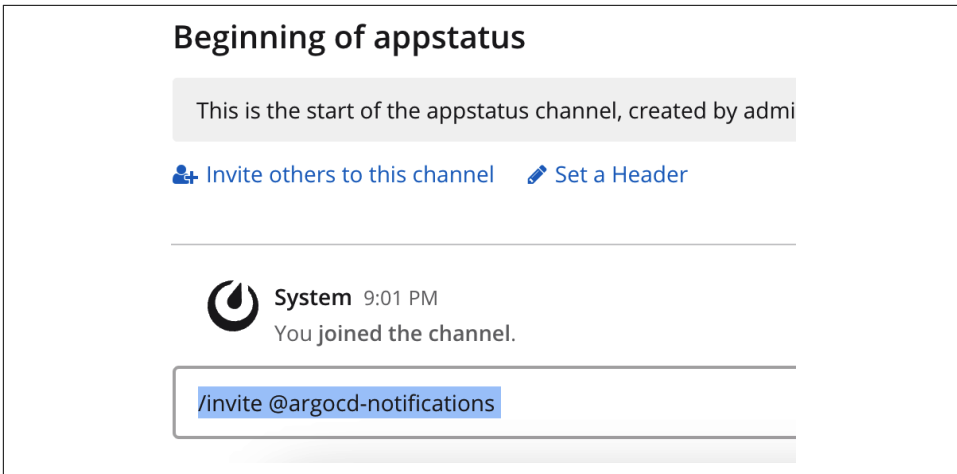 Beginning of appstatus
This is the start of the appstatus channel, created by admi
Invite others to this channel Set a Header
System 9:01 PM
You joined the channel.
/invite @argocd-notifications